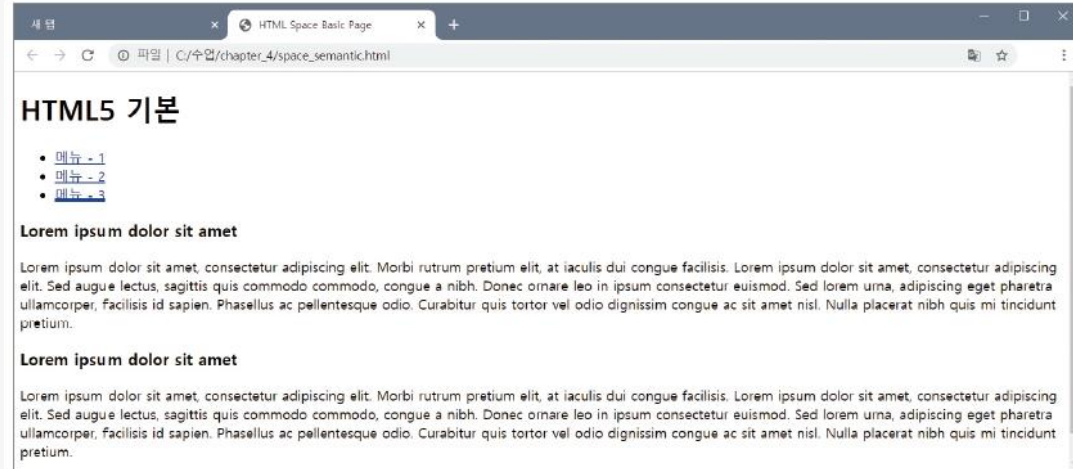 새 탭
HTML Space Basic Page
파일 | C:/수업/chapter_4/space_semantic.html
HTML5 기본
메뉴 - 1
메뉴 - 2
메뉴 - 3
Lorem ipsum dolor sit amet
Lorem ipsum dolor sit amet, consectetur adipiscing elit. Morbi rutrum pretium elit, at iaculis dui congue facilisis. Lorem ipsum dolor sit amet, consectetur adipiscing
elit. Sed augue lectus, sagittis quis commodo commodo, congue a nibh. Donec ornare leo in ipsum consectetur euismod. Sed lorem urna, adipiscing eget pharetra
ullamcorper, facilisis id sapien. Phasellus ac pellentesque odio. Curabitur quis tortor vel odio dignissim congue ac sit amet nisl. Nulla placerat nibh quis mi tincidunt
pretium.
Lorem ipsum dolor sit amet
Lorem ipsum dolor sit amet, consectetur adipiscing elit. Morbi rutrum pretium elit, at iaculis dui congue facilisis. Lorem ipsum dolor sit amet, consectetur adipiscing
elit. Sed augue lectus, sagittis quis commodo commodo, congue a nibh. Donec ornare leo in ipsum consectetur euismod. Sed lorem urna, adipiscing eget pharetra
ullamcorper, facilisis id sapien. Phasellus ac pellentesque odio. Curabitur quis tortor vel odio dignissim congue ac sit amet nisl. Nulla placerat nibh quis mi tincidunt
pretium.